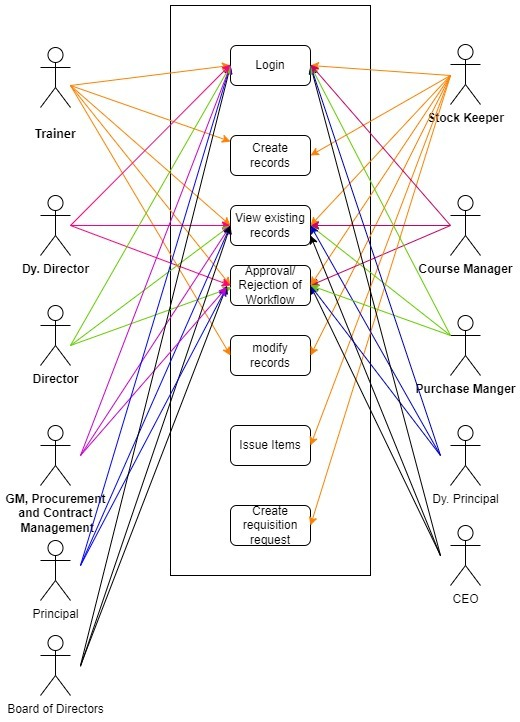 Login
Trainer
Stock Keeper
Create
records
View existing
records
Dy. Director
Course Manager
Approval/
Rejection of
Workflow
modify
records
Director
Purchase Manger
Issue Items
GM, Procurement
and Contract
Management
Dy. Principal
Create
requisition
request
Principal
CEO
Board of Directors